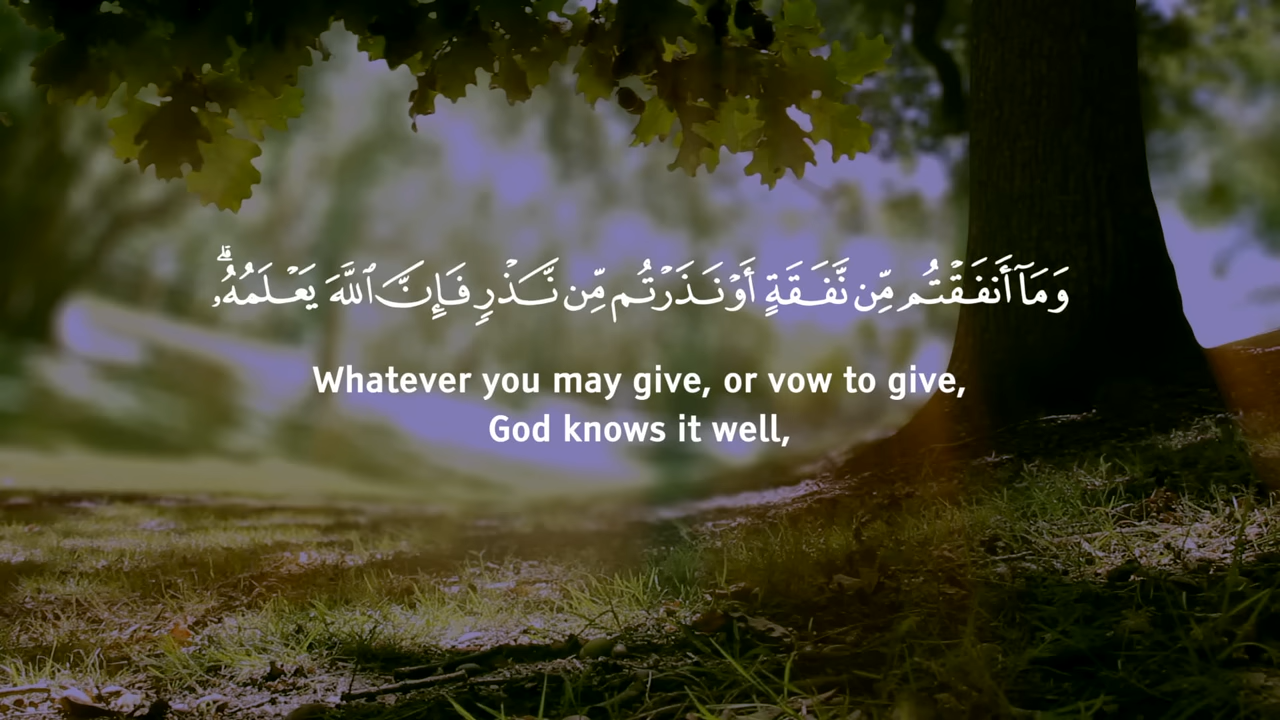 وَمَآ أَنفَقْتُم مِّن نَّفَقَةٍ أَوْ نَذَرْتُم مِّن نَّذْرٍ فَإِنَّ ٱللَّهَ يَعْلَمُهُۥ ۗ
Whatever you may give, or vow to give,
God knows it well,